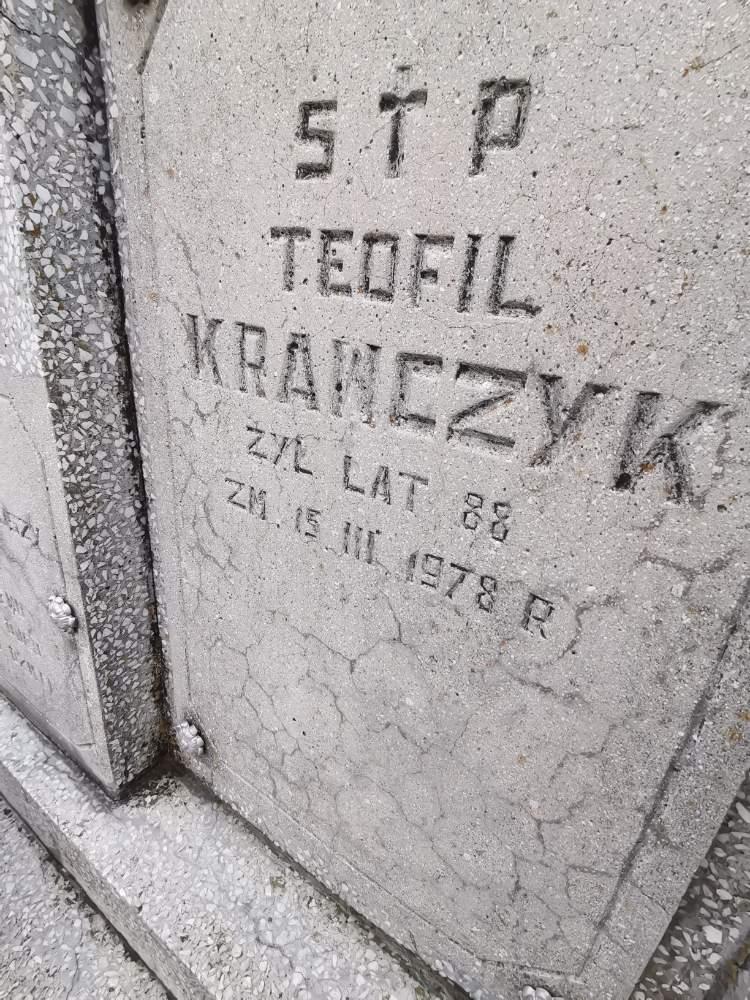 S†P
TEOFIL
KRAWCZYK
ŻYŁ LAT 88
ZM. 15. III. 1978 R